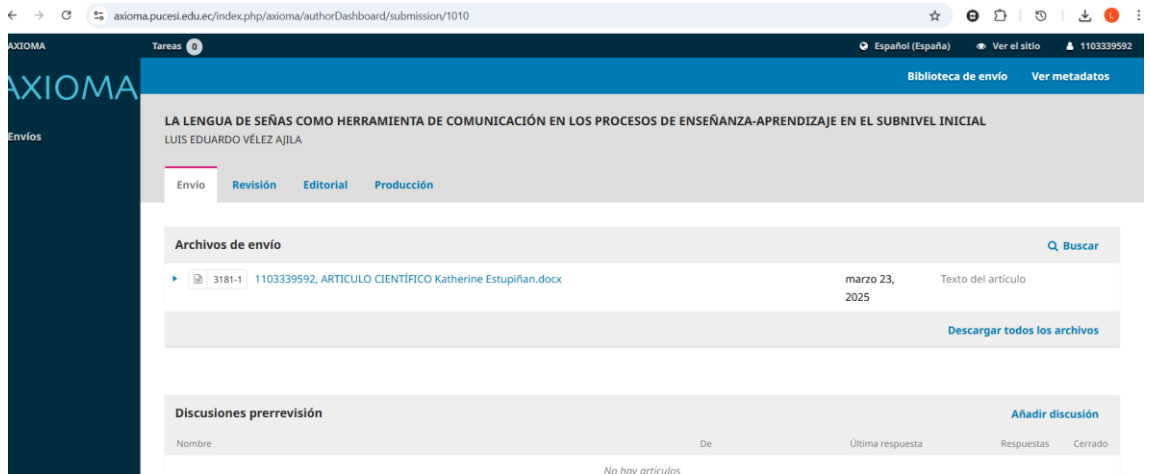 axioma.pucesi.edu.ec/index.php/axioma/authorDashboard/submission/1010
L
AXIOMA
Tareas 0
Español (España)
Ver el sitio
1103339592
AXIOMA
Biblioteca de envío
Ver metadatos
Envíos
LA LENGUA DE SEÑAS COMO HERRAMIENTA DE COMUNICACIÓN EN LOS PROCESOS DE ENSEÑANZA-APRENDIZAJE EN EL SUBNIVEL INICIAL
LUIS EDUARDO VÉLEZ AJILA
Envío
Revisión
Editorial
Producción
Archivos de envío
Buscar
3181-1 1103339592, ARTICULO CIENTÍFICO Katherine Estupiñan.docx
marzo 23,
2025
Texto del artículo
Descargar todos los archivos
Discusiones prerrevisión
Añadir discusión
Nombre
De
Última respuesta
Respuestas
Cerrado
No hay artículos